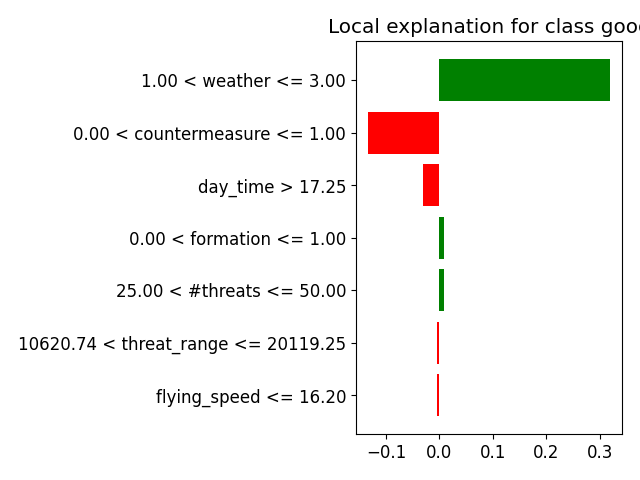 Local explanation for class good
1.00 < weather <= 3.00
0.00 < countermeasure <= 1.00
day_time > 17.25
0.00 < formation <= 1.00
25.00 < #threats <= 50.00
10620.74 < threat_range <= 20119.25
flying_speed <= 16.20
−0.1 0.0 0.1 0.2 0.3